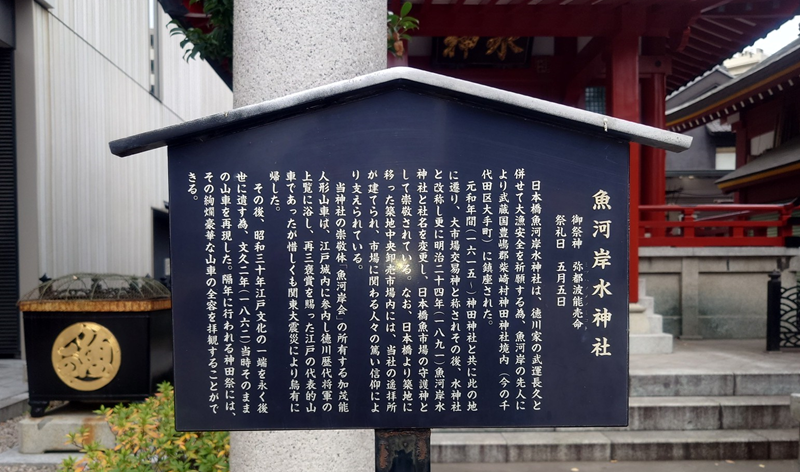 魚河岸水神社
御祭神　弥都波能売命
祭礼日　五月五日
日本橋魚河岸水神社は、徳川家の武運長久と
併せて大漁安全を祈願する為、魚河岸の先人に
より武蔵国豊嶋郡柴崎村神田神社境内（今の千
代田区大手町）に鎮座された。
元和年間（一六一五～）神田神社と共に此の地
に遷り、大市場交易神と称されその後、水神社
と改称し更に明治二十四年（一八九一）魚河岸水
神社と社名を変更し、日本橋魚市場の守護神と
して崇敬されている。なお、日本橋より築地に
移った築地中央卸売市場内には、当社の遥拝所
が建てられ、市場に関わる人々の篤い信仰によ
り支えられている。
当神社の崇敬体「魚河岸会」の所有する加茂能
人形山車は、江戸城内に参内し徳川歴代将軍の
上覧に浴し、再三褒賞を賜った江戸の代表的山
車であったが惜しくも関東大震災により烏有に
帰した。
その後、昭和三十年江戸文化の一端を永く後
世に遺す為、文久二年（一八六二）当時そのまま
の山車を再現した。隔年に行われる神田祭には、
その絢爛豪華な山車の全容を拝観することがで
きる。